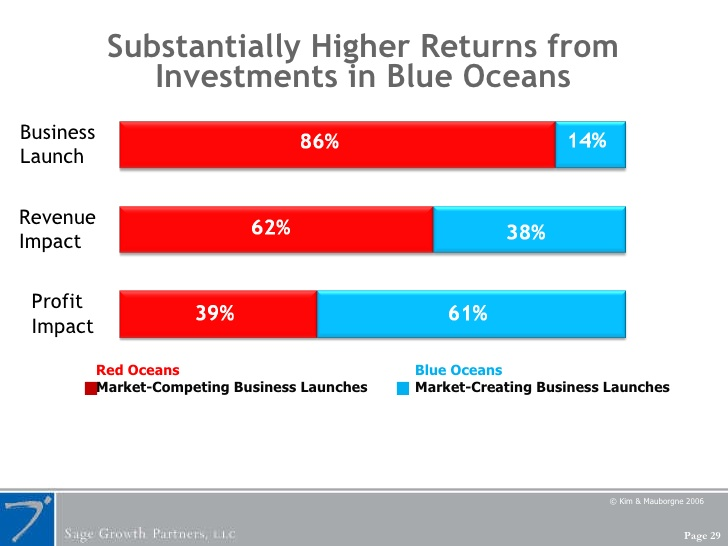 Substantially Higher Returns from
Investments in Blue Oceans
Business
Launch
86%
14%
Revenue
Impact
62%
38%
Profit
Impact
39%
61%
Red Oceans
Market-Competing Business Launches
Blue Oceans
Market-Creating Business Launches
© Kim & Mauborgne 2006
Sage Growth Partners, LLC
Page 29